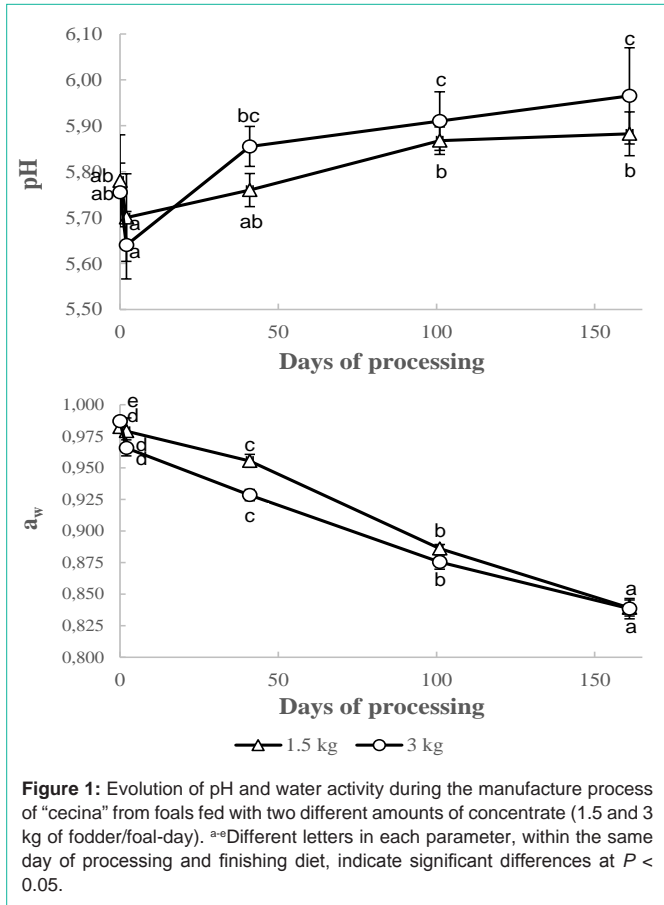 6,10
6,00
5,90
5,80
5,70
5,60
5,50
pH
ab
ab
a
a
bc
ab
c
b
c
b
0 50 100 150
Days of processing
1,000
0,975
0,950
0,925
0,900
0,875
0,850
0,825
0,800
a_w
e
d
d
d
c
c
b
b
a
a
0 50 100 150
Days of processing
1.5 kg 3 kg
Figure 1: Evolution of pH and water activity during the manufacture process
of “cecina” from foals fed with two different amounts of concentrate (1.5 and 3
kg of fodder/foal-day). a-eDifferent letters in each parameter, within the same
day of processing and finishing diet, indicate significant differences at P <
0.05.